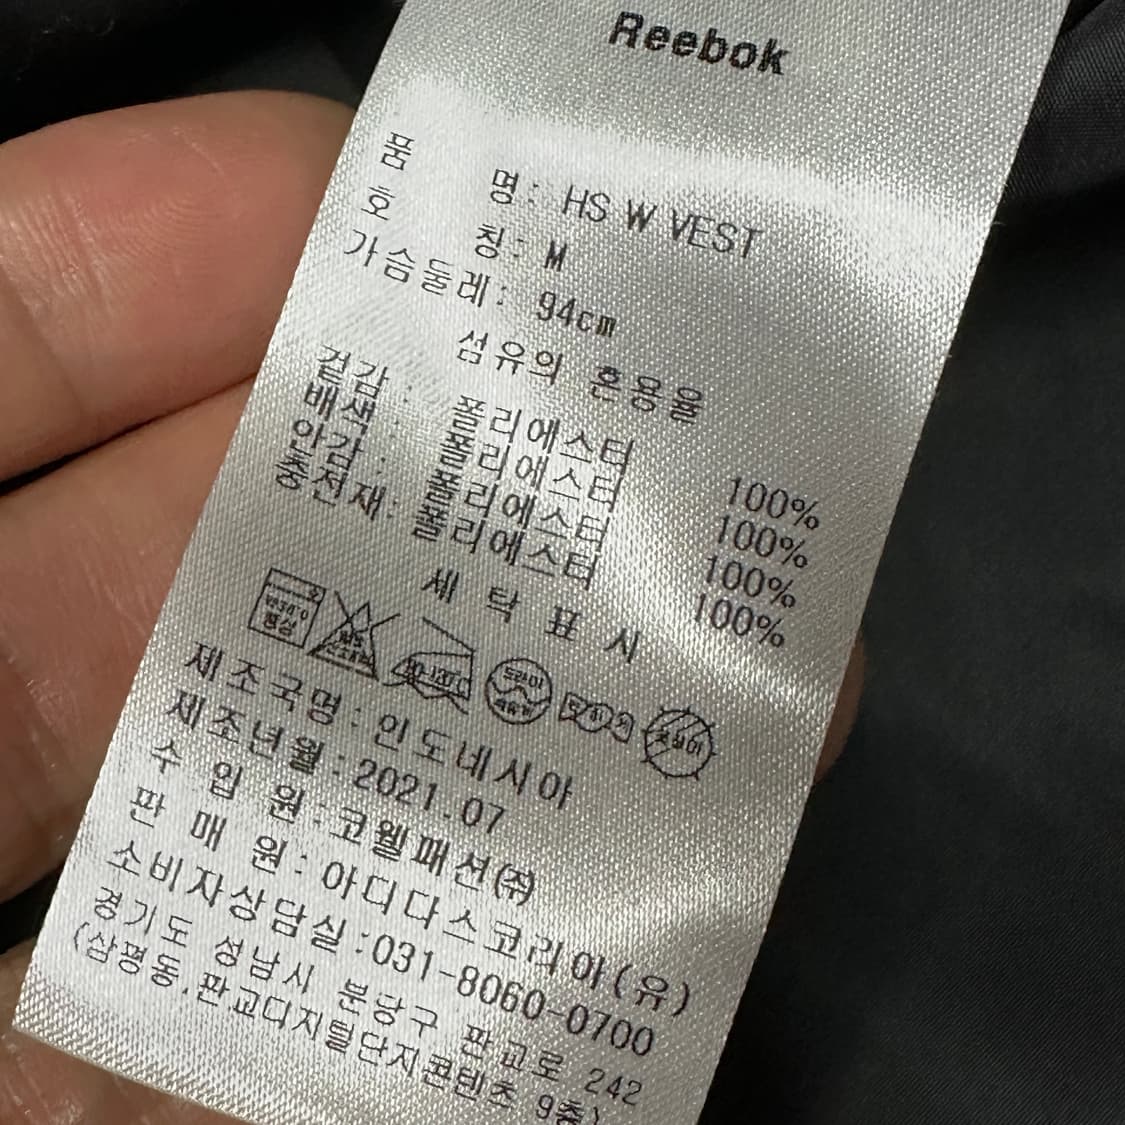 Reebok
품 명: HS W VEST
호 칭: M
가슴둘레: 94cm
섬유의 혼용율
겉감: 폴리에스터 100%
배색: 폴리에스터 100%
안감: 폴리에스터 100%
충전재: 폴리에스터 100%
세탁표시
제조국명: 인도네시아
제조년월: 2021.07
수 입 원: 코웰패션㈜
판 매 원: 아디다스코리아(유)
소비자상담실:031-8060-0700
경기도 성남시 분당구 판교로 242
(삼평동,판교디지털단지콘텐츠 9층)